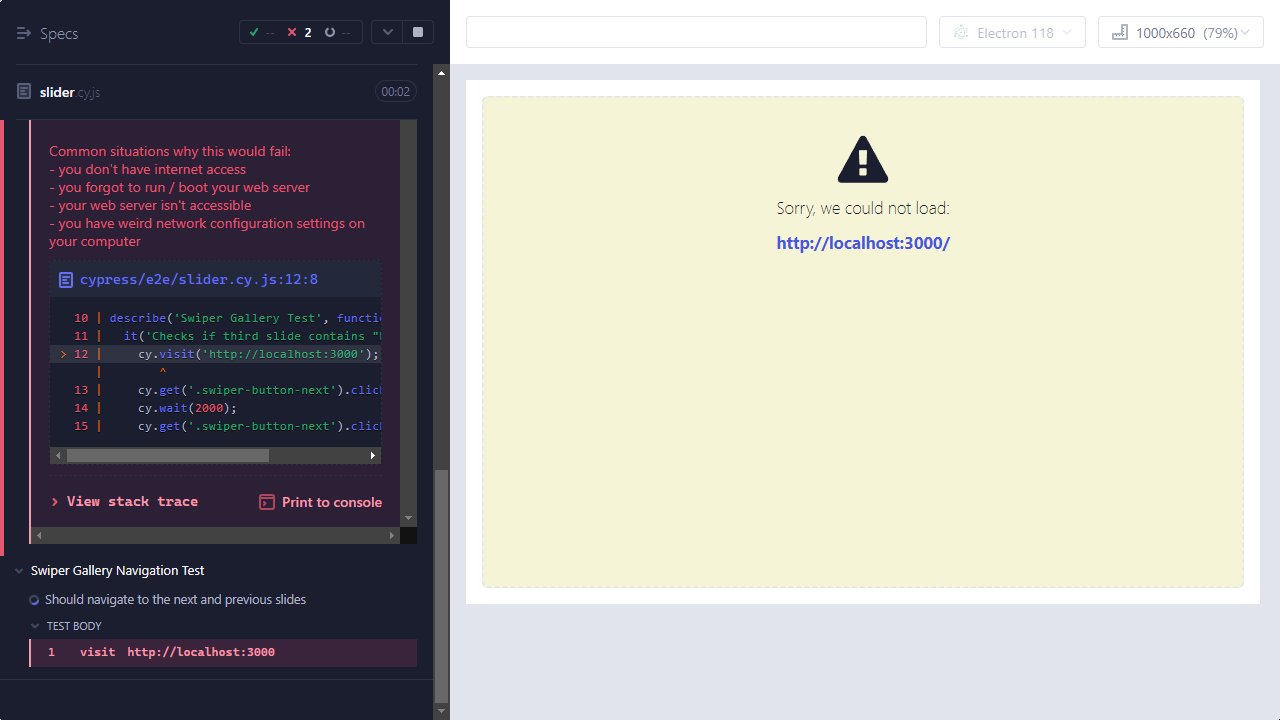 Specs
--
2
--
slider.cy.js
00:02
Common situations why this would fail:
- you don't have internet access
- you forgot to run / boot your web server
- your web server isn't accessible
- you have weird network configuration settings on
your computer
cypress/e2e/slider.cy.js:12:8
10 | describe('Swiper Gallery Test', functio
11 |   it('Checks if third slide contains "
> 12 |     cy.visit('http://localhost:3000');
|        ^
13 |     cy.get('.swiper-button-next').click
14 |     cy.wait(2000);
15 |     cy.get('.swiper-button-next').click
> View stack trace
Print to console
Swiper Gallery Navigation Test
Should navigate to the next and previous slides
TEST BODY
1 visit http://localhost:3000
Electron 118
1000x660 (79%)
Sorry, we could not load:
http://localhost:3000/